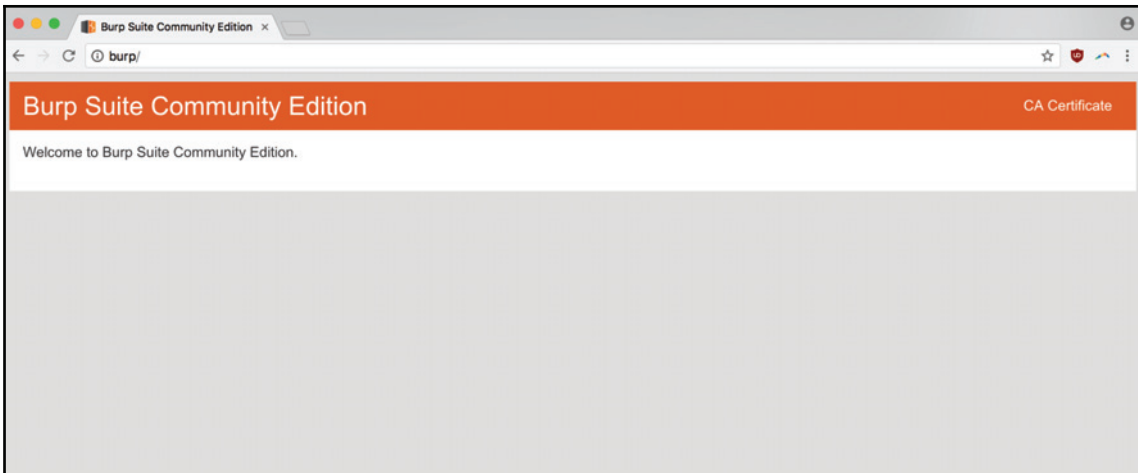 Burp Suite Community Edition
burp/
Burp Suite Community Edition
CA Certificate
Welcome to Burp Suite Community Edition.